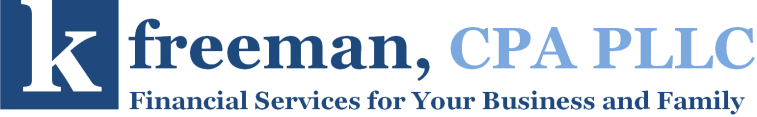 k freeman, CPA PLLC
Financial Services for Your Business and Family